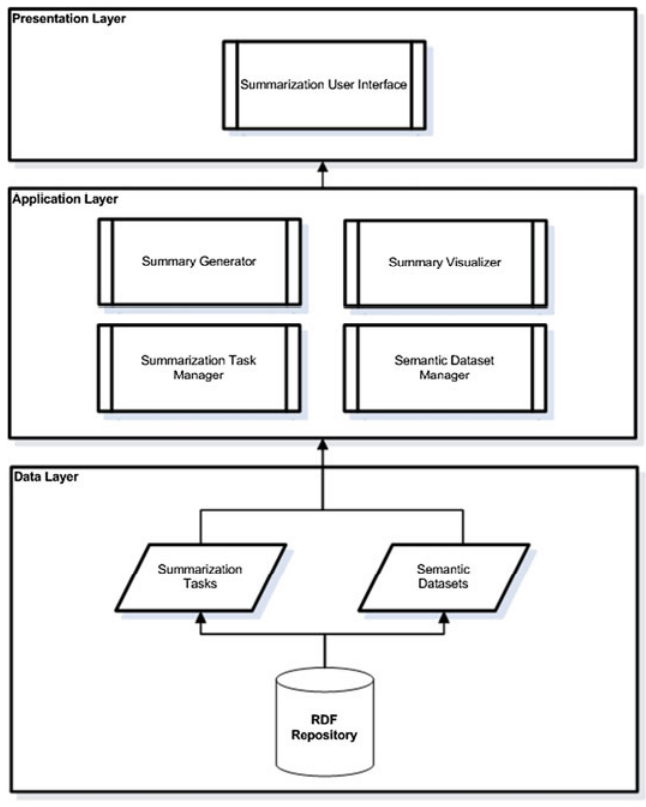 Presentation Layer
Summarization User Interface
Application Layer
Summary Generator
Summary Visualizer
Summarization Task
Manager
Semantic Dataset
Manager
Data Layer
Summarization
Tasks
Semantic
Datasets
RDF
Repository